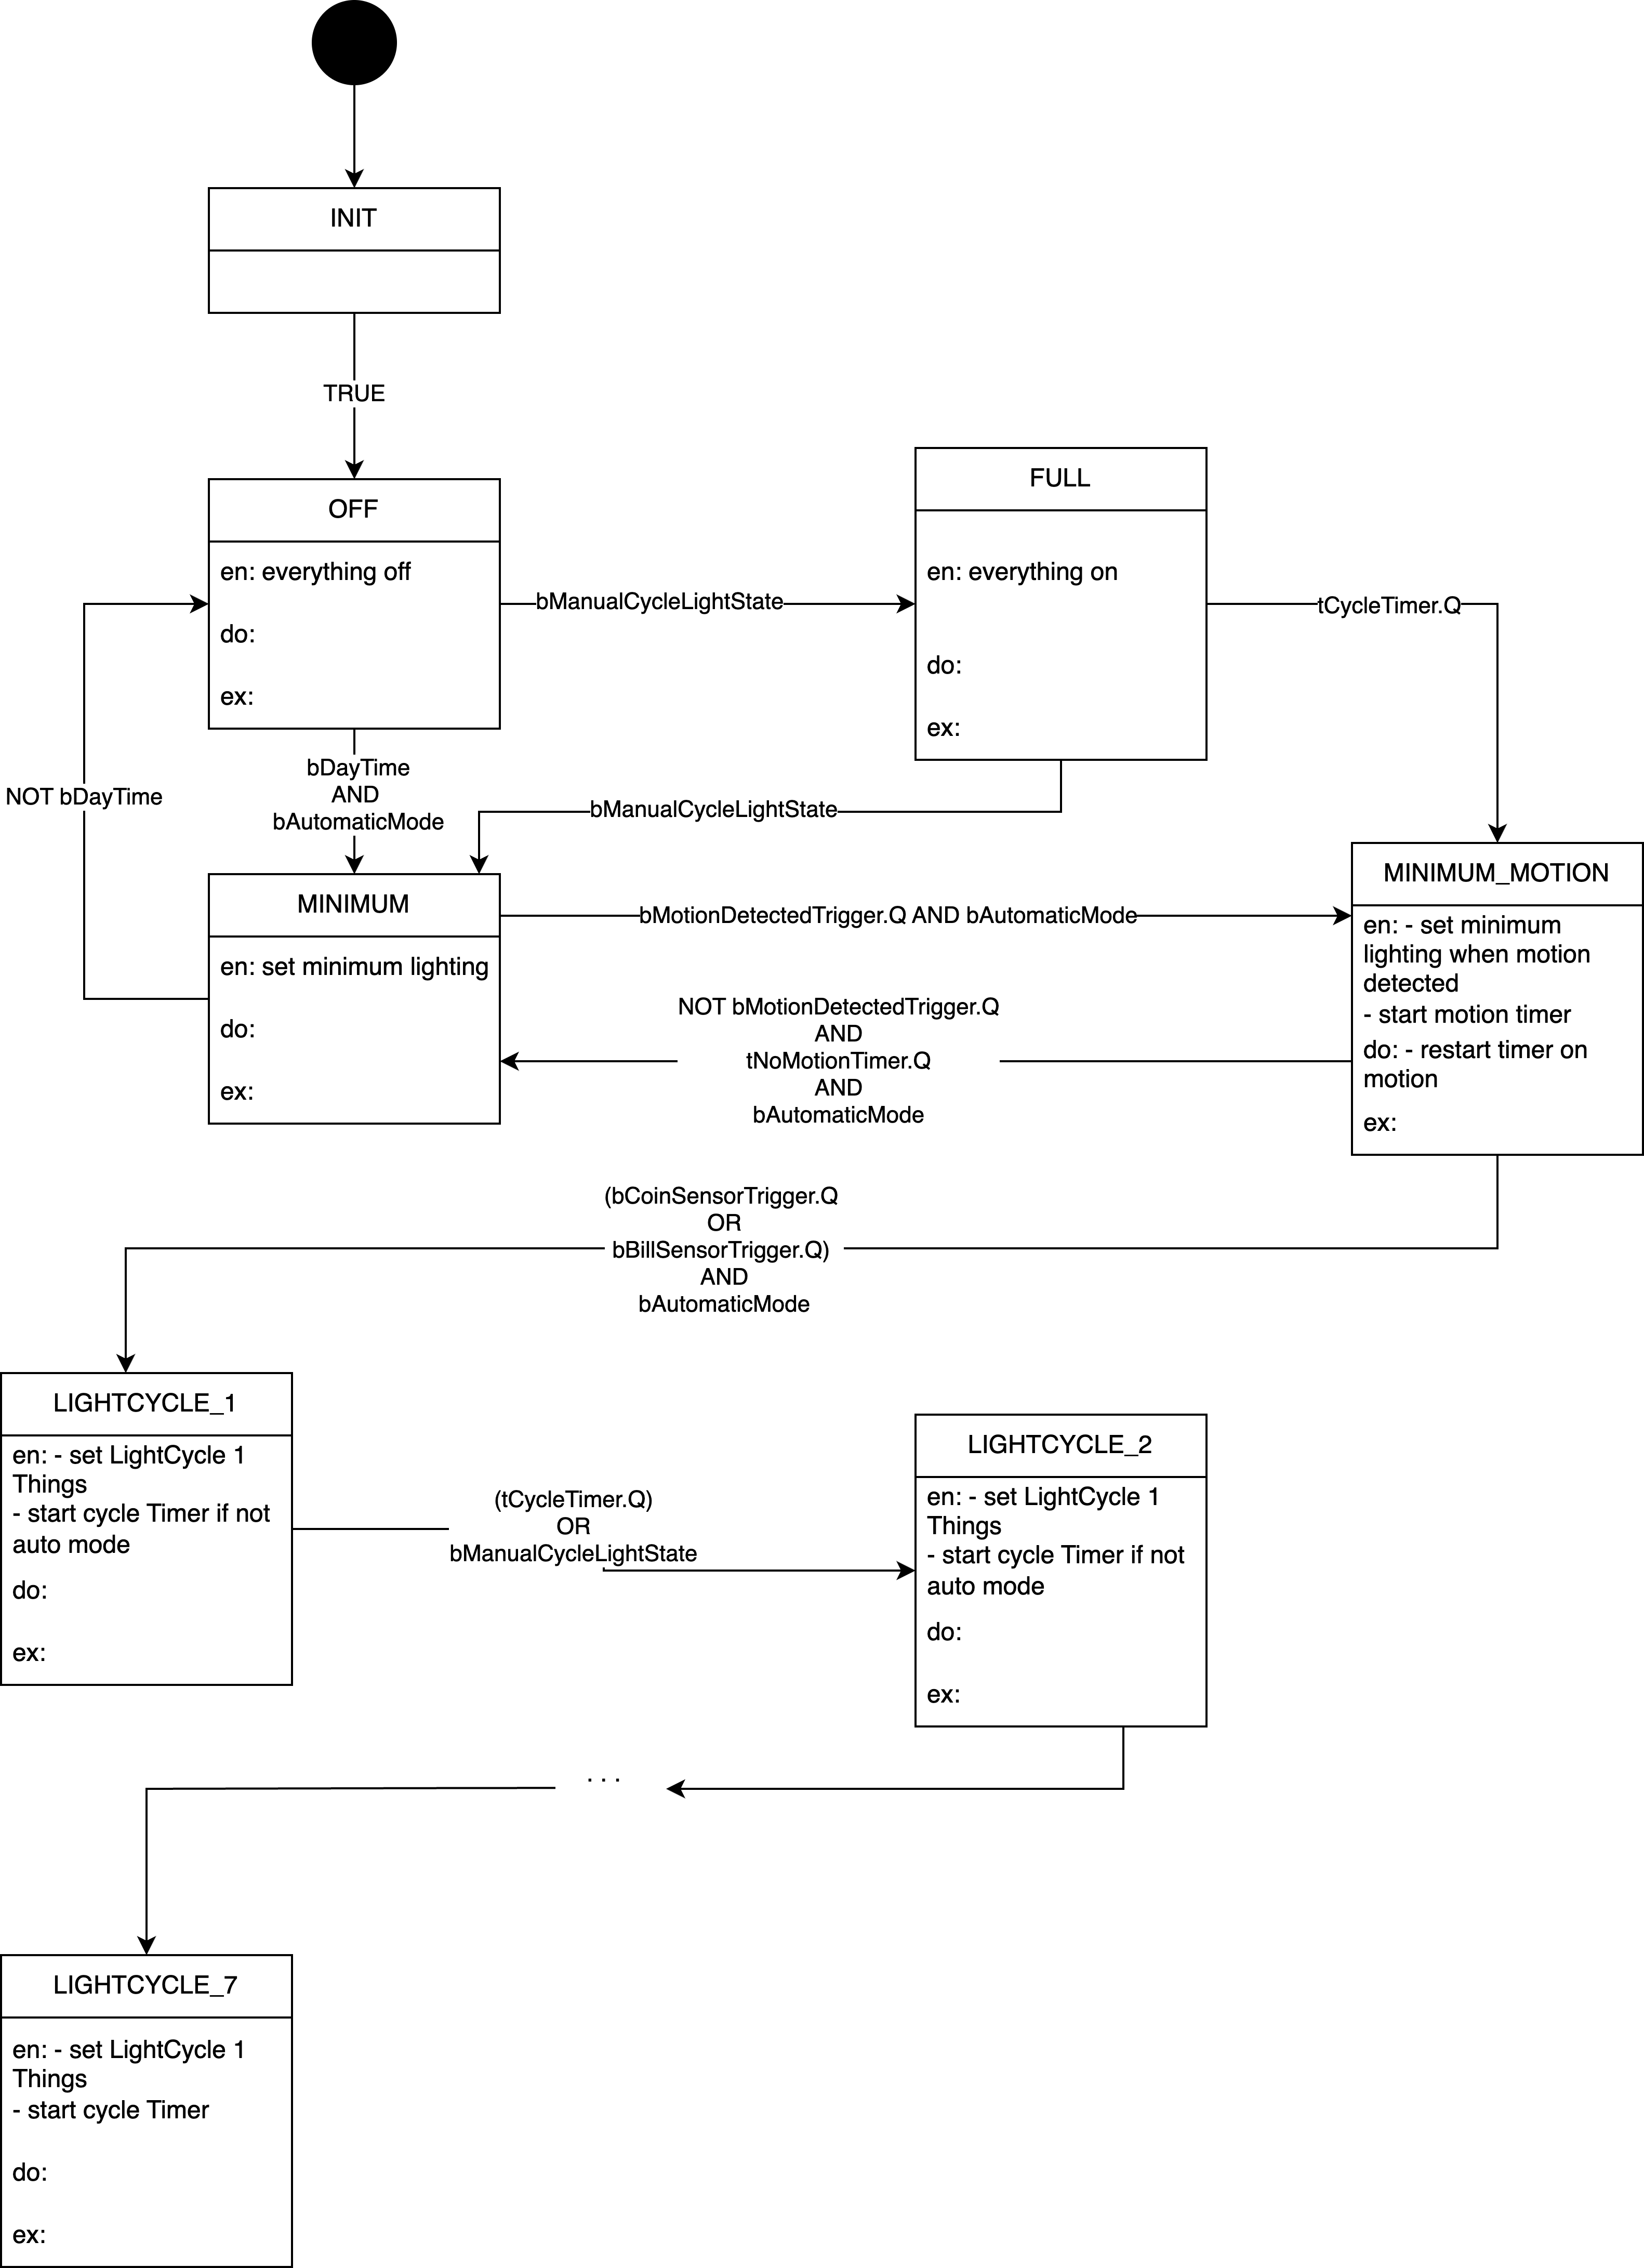 INIT
TRUE
OFF
en: everything off
do:
ex:
bManualCycleLightState
FULL
en: everything on
do:
ex:
tCycleTimer.Q
NOT bDayTime
bDayTime
AND
bAutomaticMode
bManualCycleLightState
MINIMUM
en: set minimum lighting
do:
ex:
bMotionDetectedTrigger.Q AND bAutomaticMode
MINIMUM_MOTION
en: - set minimum
lighting when motion
detected
- start motion timer
do: - restart timer on
motion
ex:
NOT bMotionDetectedTrigger.Q
AND
tNoMotionTimer.Q
AND
bAutomaticMode
(bCoinSensorTrigger.Q
OR
bBillSensorTrigger.Q)
AND
bAutomaticMode
LIGHTCYCLE_1
en: - set LightCycle 1
Things
- start cycle Timer if not
auto mode
do:
ex:
(tCycleTimer.Q)
OR
bManualCycleLightState
LIGHTCYCLE_2
en: - set LightCycle 1
Things
- start cycle Timer if not
auto mode
do:
ex:
. . .
LIGHTCYCLE_7
en: - set LightCycle 1
Things
- start cycle Timer
do:
ex: